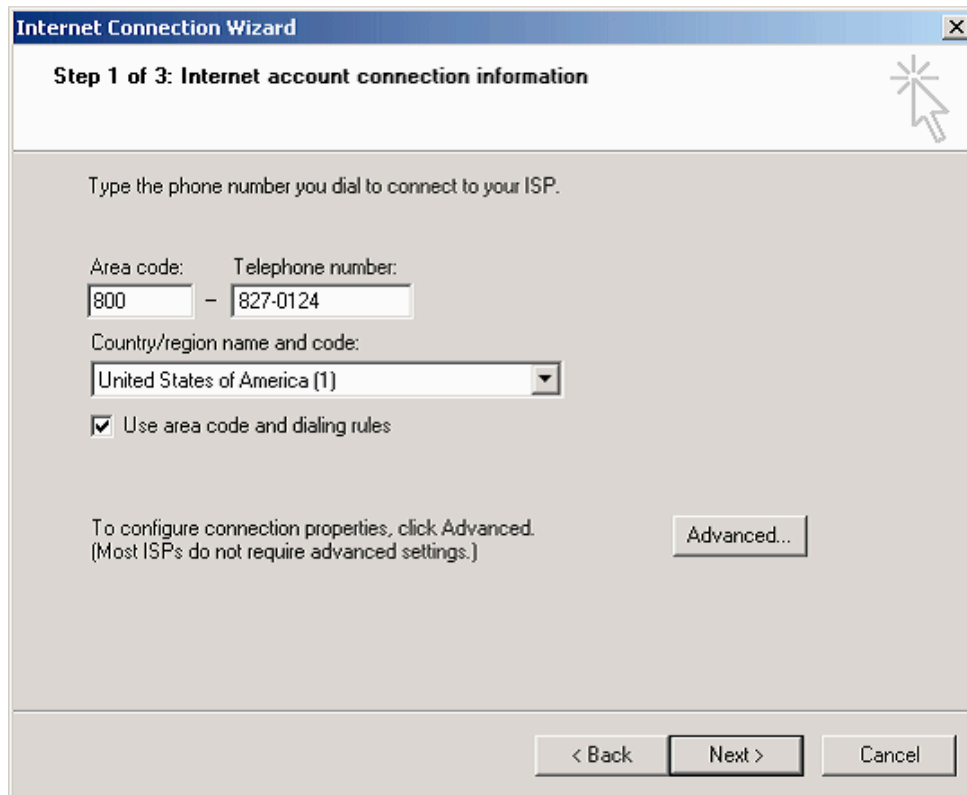 Internet Connection Wizard
Step 1 of 3: Internet account connection information
Type the phone number you dial to connect to your ISP.
Area code: Telephone number:
800 – 827-0124
Country/region name and code:
United States of America (1)
Use area code and dialing rules
To configure connection properties, click Advanced.
(Most ISPs do not require advanced settings.)
Advanced...
< Back Next > Cancel